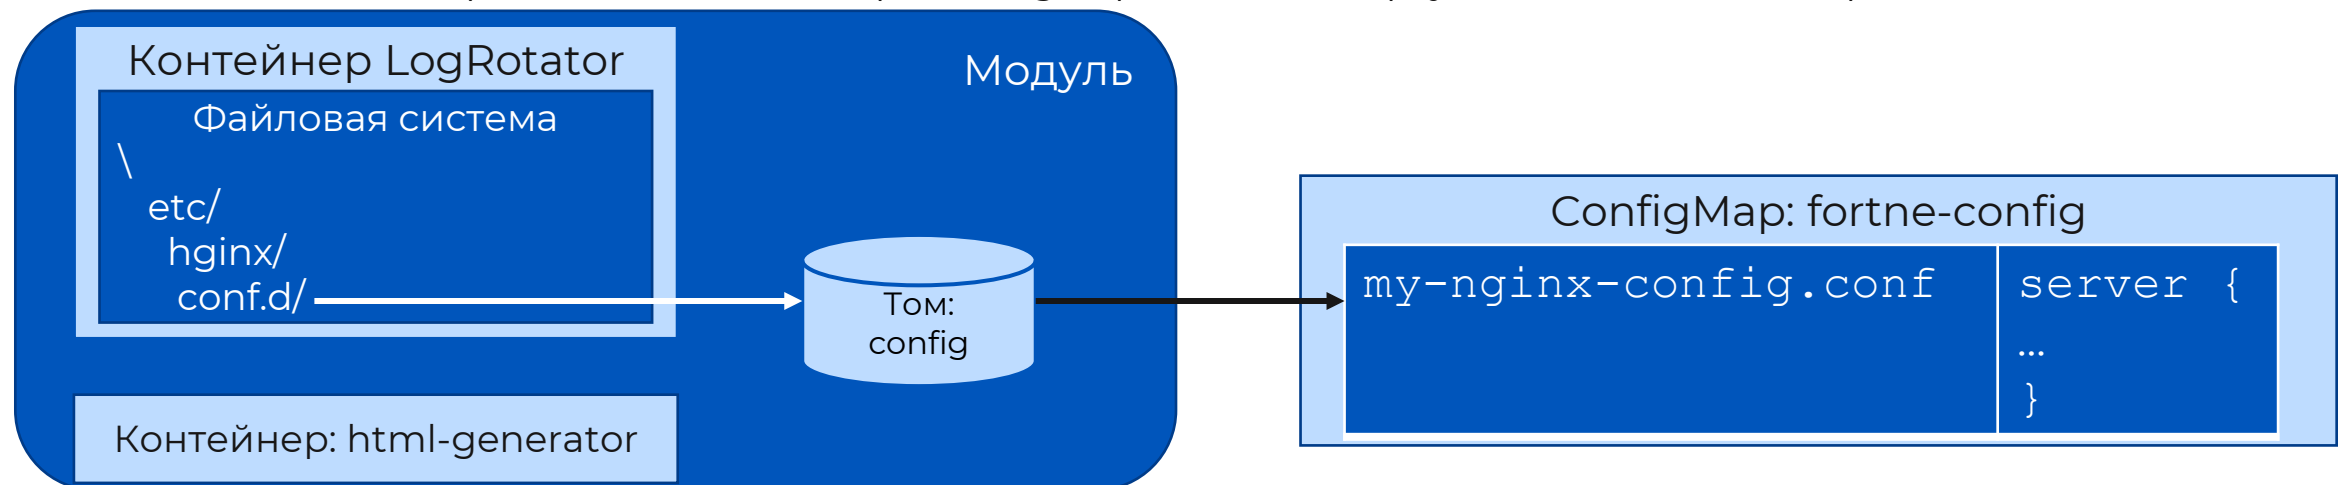 Контейнер LogRotator
Модуль
Файловая система
\
etc/
hginx/
conf.d/
Том:
config
Контейнер: html-generator
ConfigMap: fortne-config
my-nginx-config.conf
server {
...
}